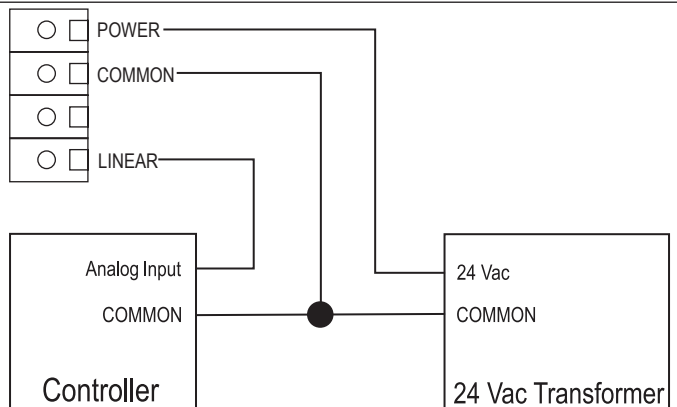 POWER
COMMON
LINEAR
Analog Input
COMMON
Controller
24 Vac
COMMON
24 Vac Transformer